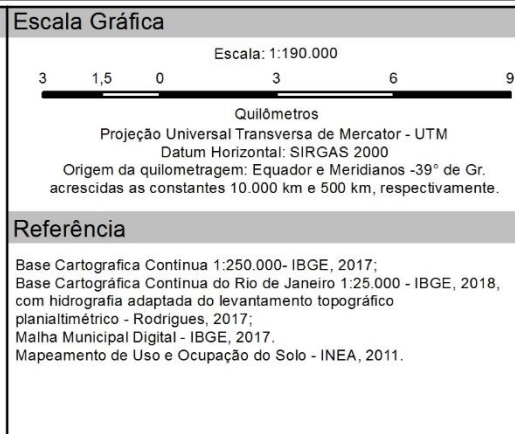 Escala Gráfica
Escala: 1:190.000
3 1,5 0 3 6 9
Quilômetros
Projeção Universal Transversa de Mercator - UTM
Datum Horizontal: SIRGAS 2000
Origem da quilometragem: Equador e Meridianos -39° de Gr.
acrescidas as constantes 10.000 km e 500 km, respectivamente.
Referência
Base Cartografica Contínua 1:250.000- IBGE, 2017;
Base Cartográfica Contínua do Rio de Janeiro 1:25.000 - IBGE, 2018,
com hidrografia adaptada do levantamento topográfico
planialtimétrico - Rodrigues, 2017;
Malha Municipal Digital - IBGE, 2017.
Mapeamento de Uso e Ocupação do Solo - INEA, 2011.